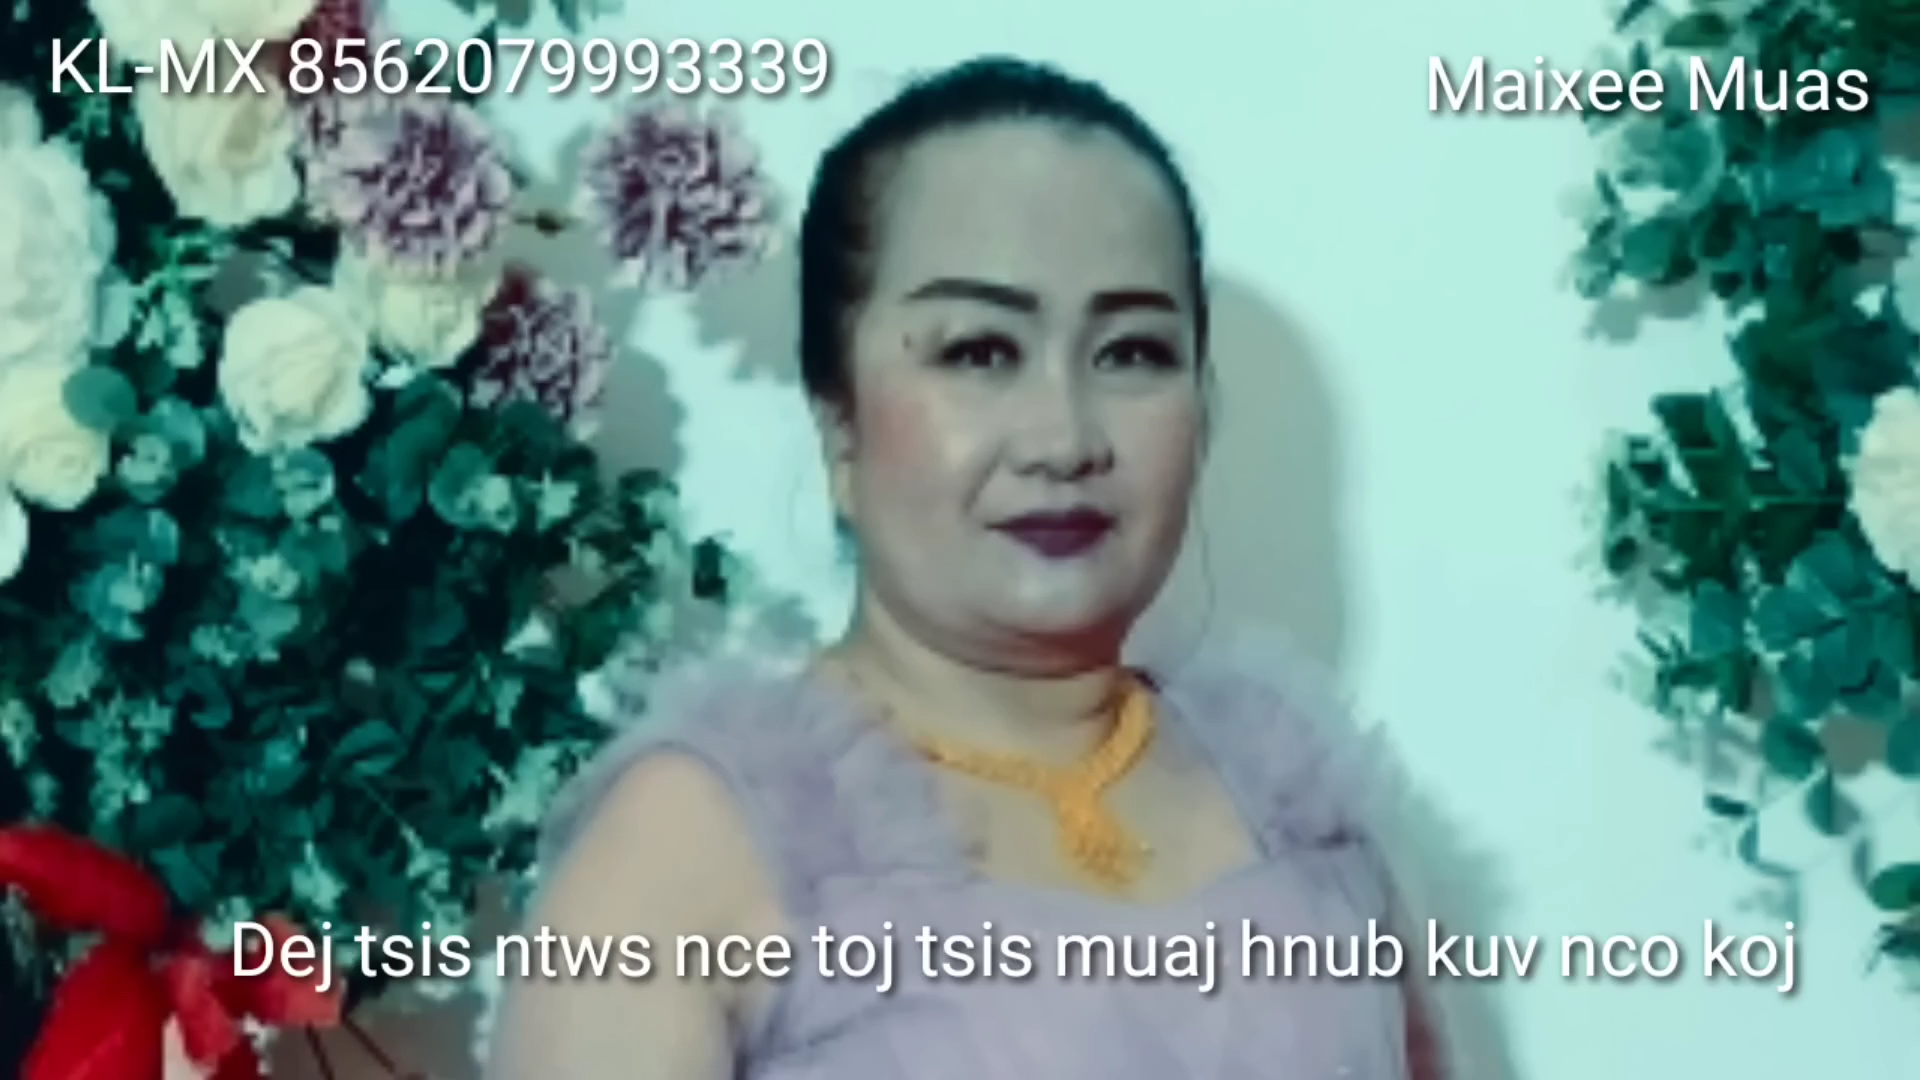 KL-MX 8562079993339
Maixee Muas
Dej tsis ntws nce toj tsis muaj hnub kuv nco koj